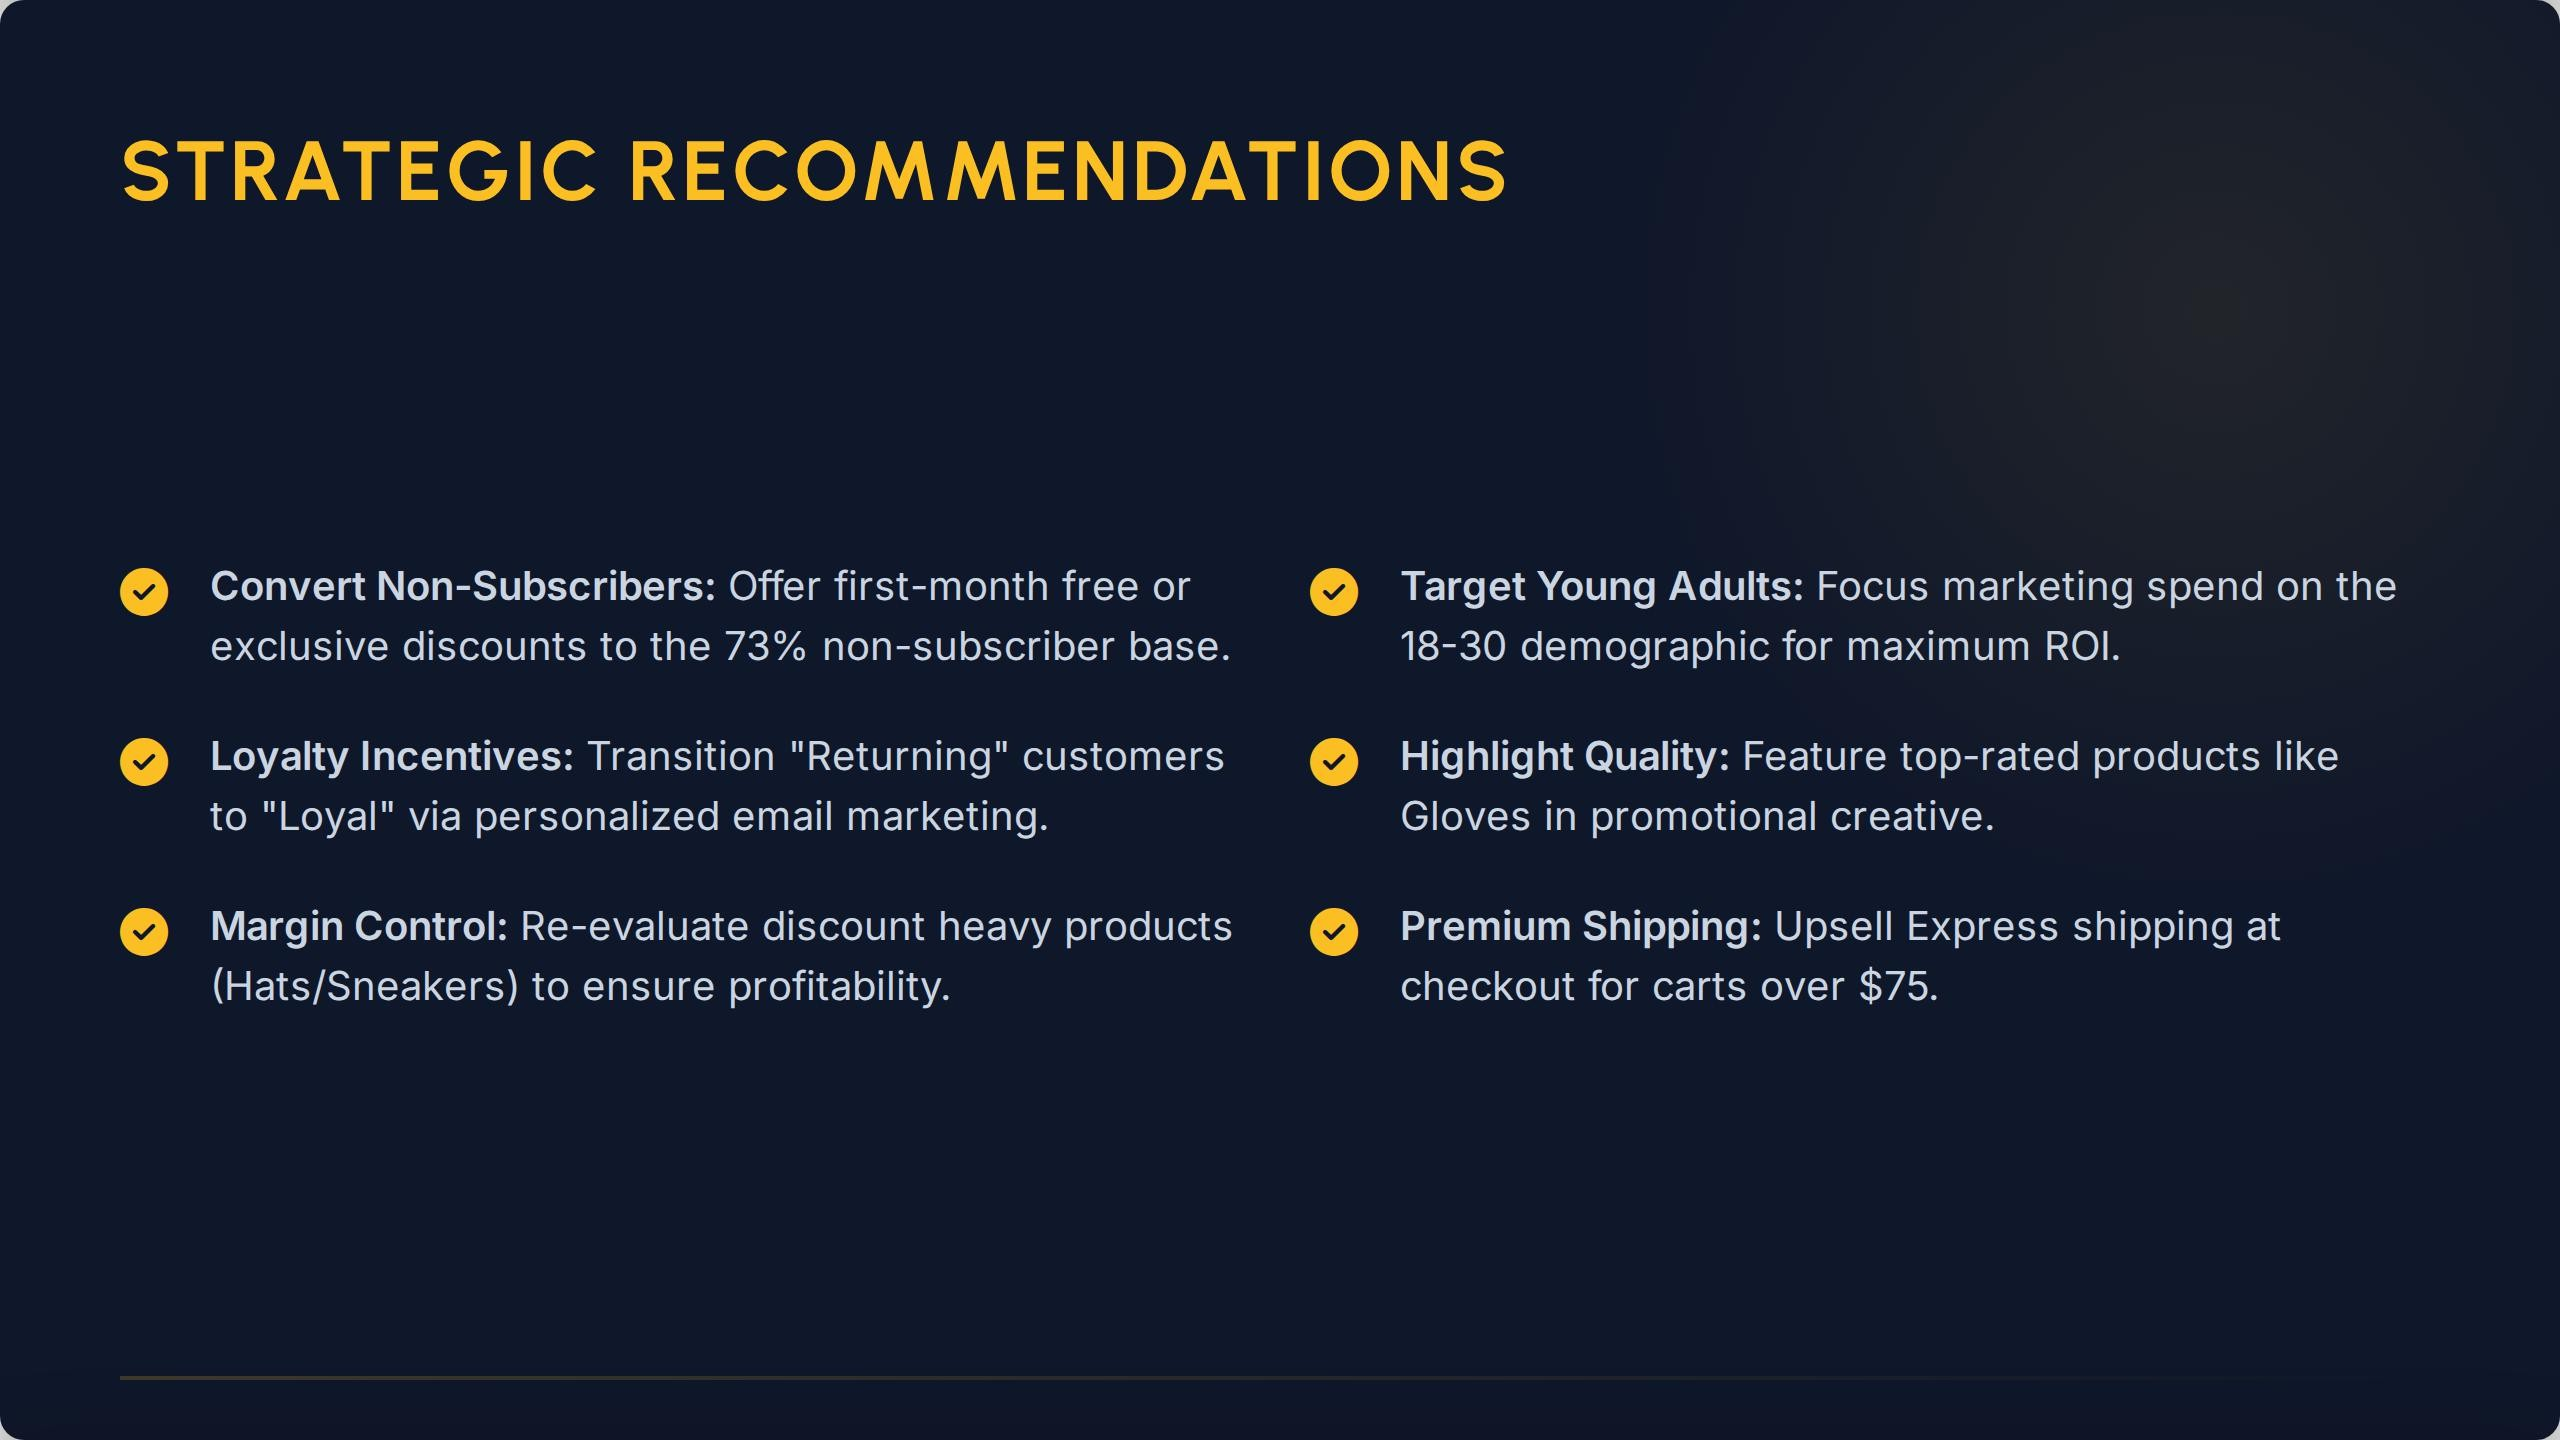 STRATEGIC RECOMMENDATIONS
Convert Non-Subscribers: Offer first-month free or
exclusive discounts to the 73% non-subscriber base.
Loyalty Incentives: Transition "Returning" customers
to "Loyal" via personalized email marketing.
Margin Control: Re-evaluate discount heavy products
(Hats/Sneakers) to ensure profitability.
Target Young Adults: Focus marketing spend on the
18-30 demographic for maximum ROI.
Highlight Quality: Feature top-rated products like
Gloves in promotional creative.
Premium Shipping: Upsell Express shipping at
checkout for carts over $75.